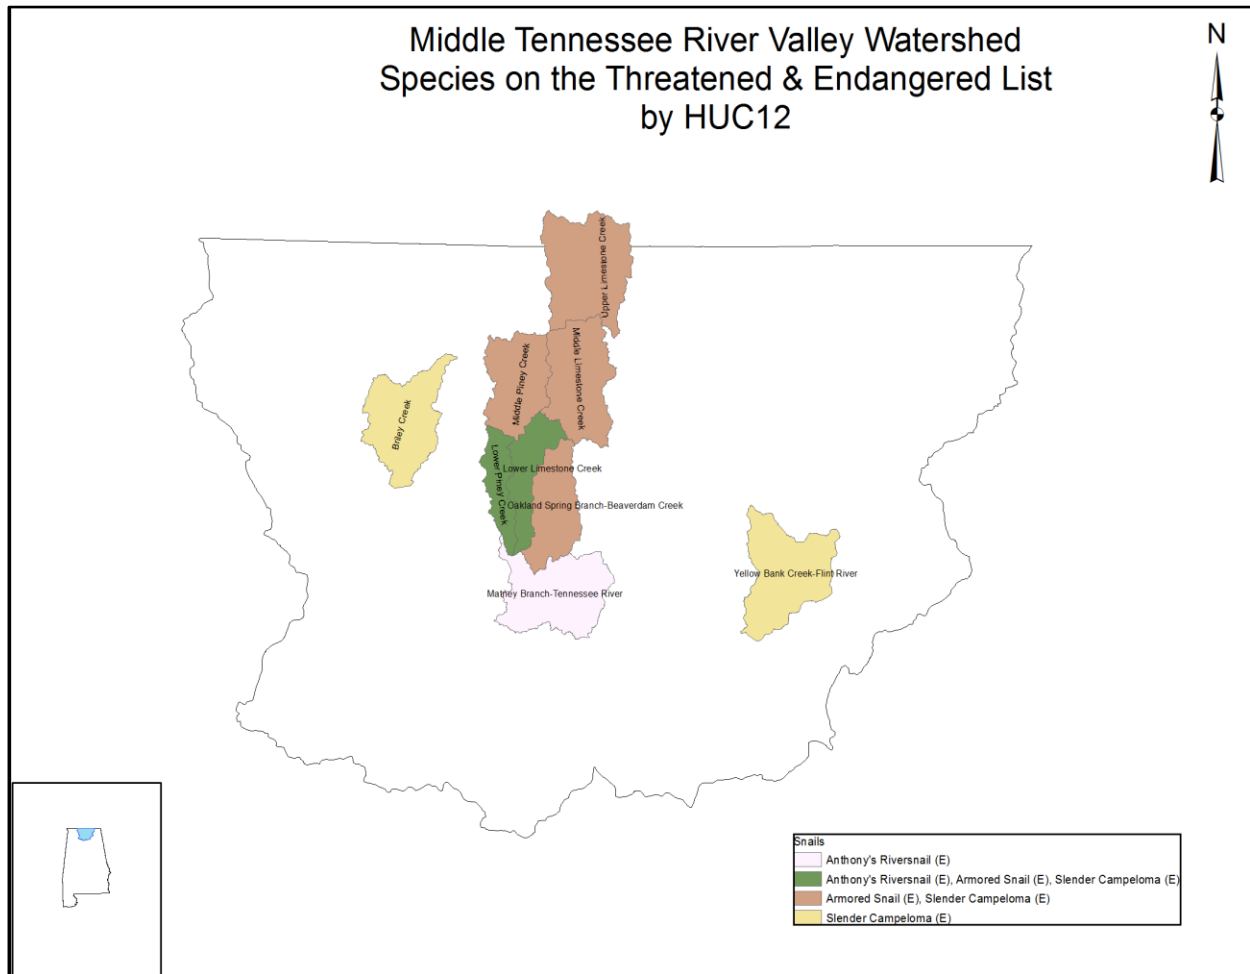 Middle Tennessee River Valley Watershed
Species on the Threatened & Endangered List
by HUC12
N
Upper Limestone Creek
Middle Limestone Creek
Middle Piney Creek
Briley Creek
Lower Piney Creek
Lower Limestone Creek
Oakland Spring Branch-Beaverdam Creek
Yellow Bank Creek-Flint River
Matney Branch-Tennessee River
Snails
Anthony's Riversnail (E)
Anthony's Riversnail (E), Armored Snail (E), Slender Campeloma (E)
Armored Snail (E), Slender Campeloma (E)
Slender Campeloma (E)